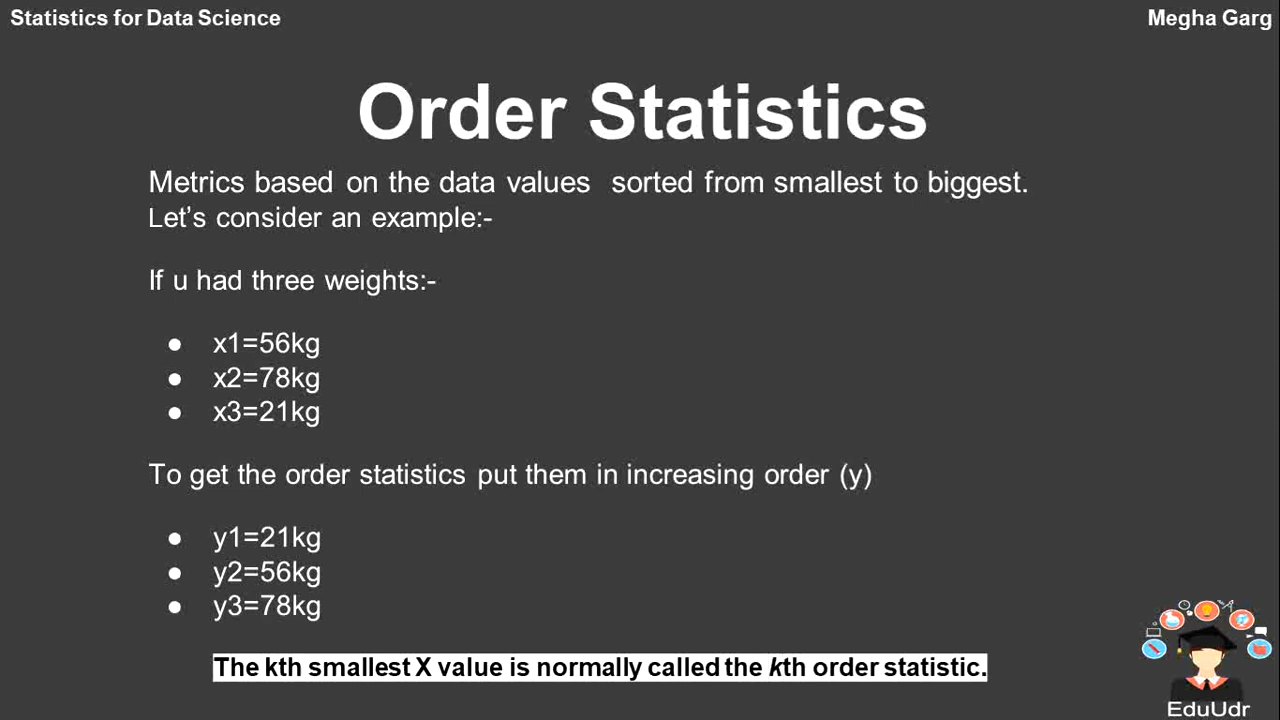 Statistics for Data Science
Megha Garg
Order Statistics
Metrics based on the data values sorted from smallest to biggest.
Let’s consider an example:-
If u had three weights:-
● x1=56kg
● x2=78kg
● x3=21kg
To get the order statistics put them in increasing order (y)
● y1=21kg
● y2=56kg
● y3=78kg
The kth smallest X value is normally called the kth order statistic.
EduUdr